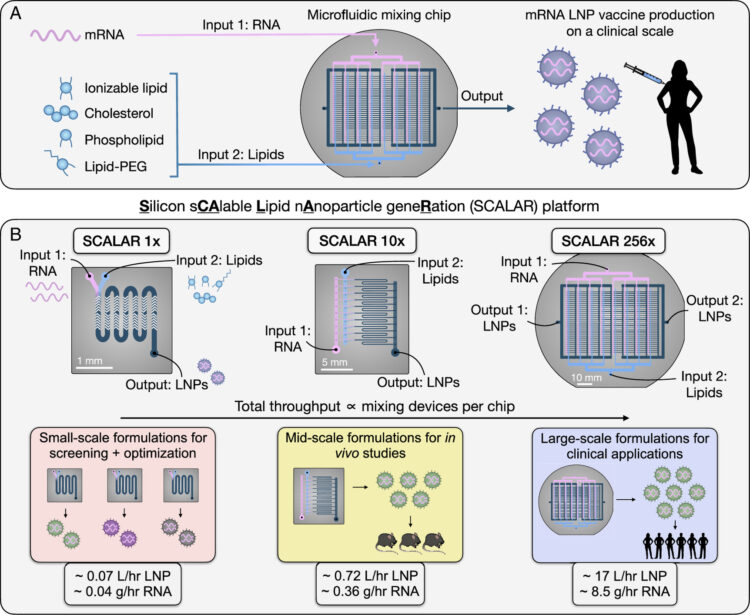 A
mRNA
Input 1: RNA
Microfluidic mixing chip
mRNA LNP vaccine production
on a clinical scale
Ionizable lipid
Cholesterol
Phospholipid
Lipid-PEG
Input 2: Lipids
Output
Silicon sCAlable Lipid nAnoparticle geneRation (SCALAR) platform
B
SCALAR 1x
Input 1:
RNA
Input 2: Lipids
1 mm
Output: LNPs
SCALAR 10x
Input 2:
Lipids
Input 1:
RNA
5 mm
Output: LNPs
SCALAR 256x
Input 1:
RNA
Output 1:
LNPs
Output 2:
LNPs
10 mm
Input 2:
Lipids
Total throughput ∝ mixing devices per chip
Small-scale formulations for
screening + optimization
~ 0.07 L/hr LNP
~ 0.04 g/hr RNA
Mid-scale formulations for in
vivo studies
~ 0.72 L/hr LNP
~ 0.36 g/hr RNA
Large-scale formulations for
clinical applications
~ 17 L/hr LNP
~ 8.5 g/hr RNA